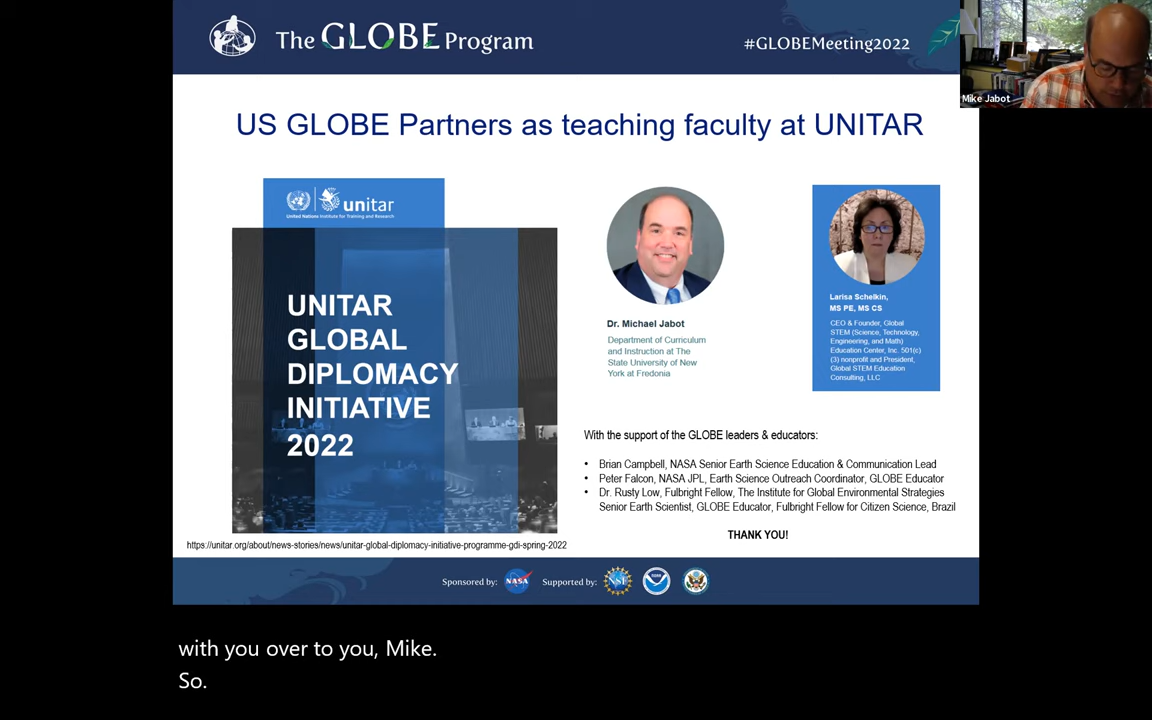 The GLOBE Program
#GLOBEMeeting2022
Mike Jabot
US GLOBE Partners as teaching faculty at UNITAR
unitar
United Nations Institute for Training and Research
UNITAR
GLOBAL
DIPLOMACY
INITIATIVE
2022
https://unitar.org/about/news-stories/news/unitar-global-diplomacy-initiative-programme-gdi-spring-2022
Dr. Michael Jabot
Department of Curriculum
and Instruction at The
State University of New
York at Fredonia
Larisa Schelkin,
MS PE, MS CS
CEO & Founder, Global
STEM (Science, Technology,
Engineering, and Math)
Education Center, Inc. 501(c)
(3) nonprofit and President,
Global STEM Education
Consulting, LLC
With the support of the GLOBE leaders & educators:
• Brian Campbell, NASA Senior Earth Science Education & Communication Lead
• Peter Falcon, NASA JPL, Earth Science Outreach Coordinator, GLOBE Educator
• Dr. Rusty Low, Fulbright Fellow, The Institute for Global Environmental Strategies
Senior Earth Scientist, GLOBE Educator, Fulbright Fellow for Citizen Science, Brazil
THANK YOU!
Sponsored by: NASA Supported by: NSF
with you over to you, Mike.
So.